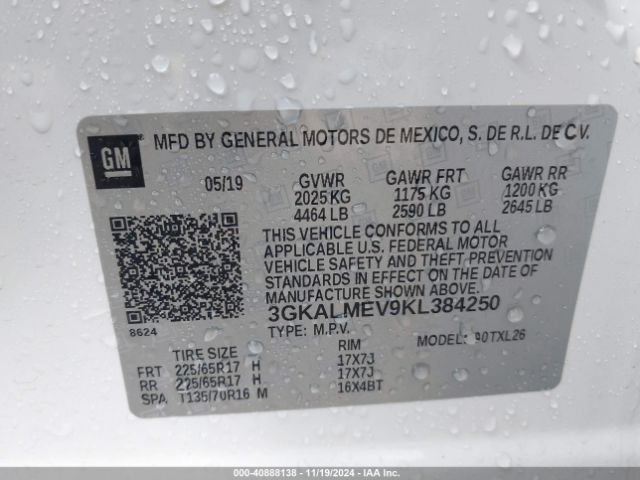 GM
MFD BY GENERAL MOTORS DE MEXICO, S. DE R.L. DE C.V.
05/19 GVWR GAWR FRT GAWR RR
2025 KG 1175 KG 1200 KG
4464 LB 2590 LB 2645 LB
THIS VEHICLE CONFORMS TO ALL
APPLICABLE U.S. FEDERAL MOTOR
VEHICLE SAFETY AND THEFT PREVENTION
STANDARDS IN EFFECT ON THE DATE OF
MANUFACTURE SHOWN ABOVE.
8624
3GKALMEV9KL384250
TYPE: M.P.V. MODEL:
TIRE SIZE RIM
FRT 225/65R17 H 17X7J
RR 225/65R17 H 17X7J
SPA T135/70R16 M 16X4BT
000-40888138 - 11/19/2024 - IAAI.COM